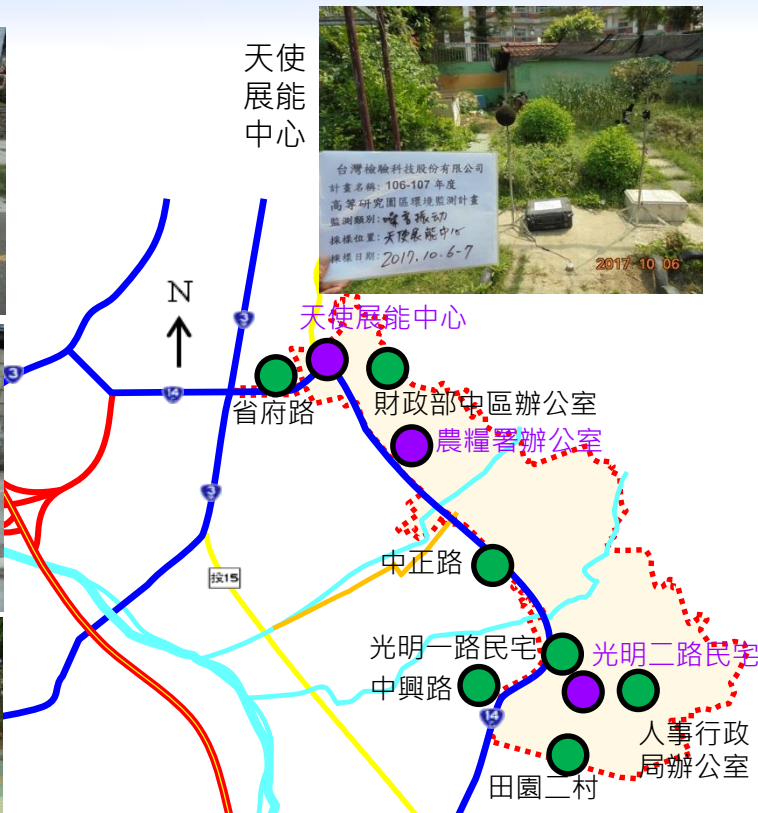 天使
展能
中心
台灣檢驗科技股份有限公司
計畫名稱: 106-107 年度
高等研究園區環境監測計畫
監測類別: 噪音振动
採樣位置: 天使展能中心
採樣日期: 2017.10.6-7
2017 10 06
N
天使展能中心
3
3
14
省府路
財政部中區辦公室
農糧署辦公室
3
中正路
投15
光明一路民宅
光明二路民宅
中興路
14
人事行政
局辦公室
田園二村